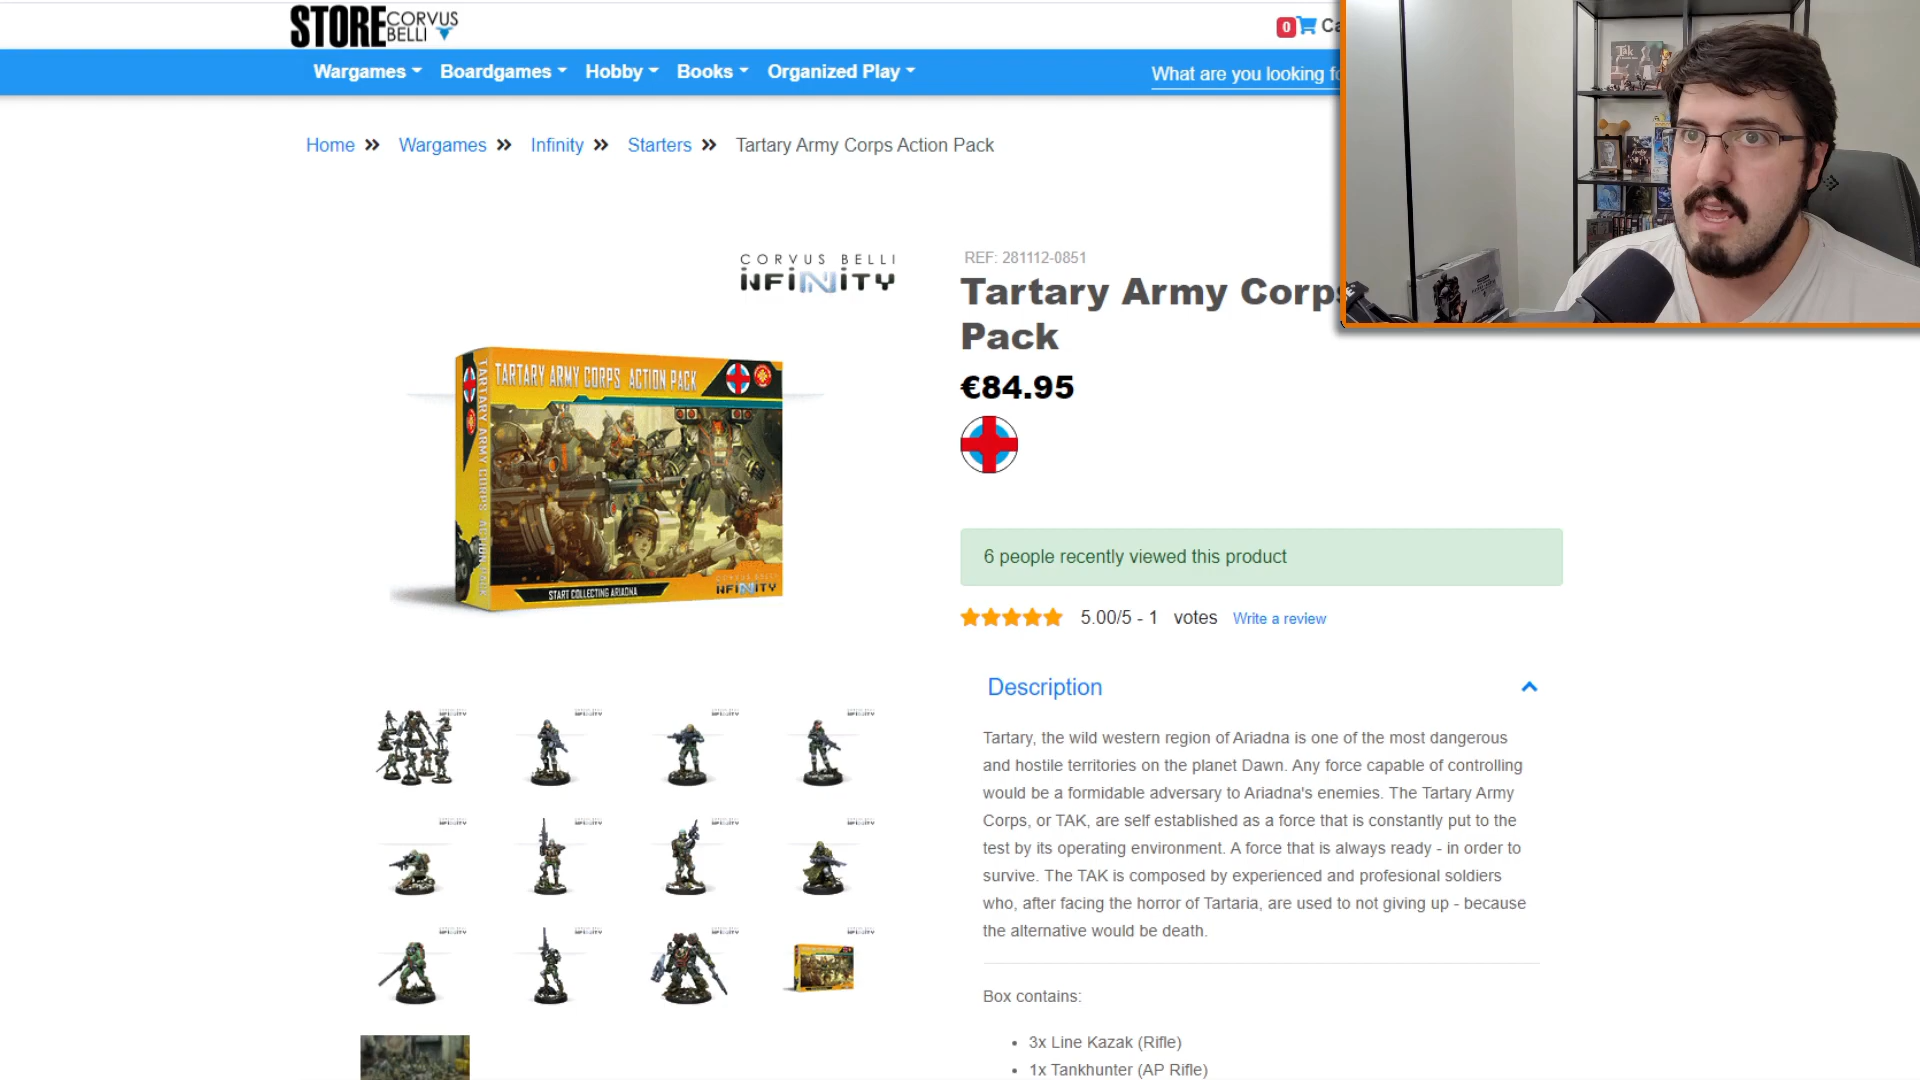 STORE CORVUS BELLI
0 Ca
Wargames Boardgames Hobby Books Organized Play
What are you looking fo
Home Wargames Infinity Starters Tartary Army Corps Action Pack
CORVUS BELLI
INFINITY
REF: 281112-0851
Tartary Army Corps
Pack
€84.95
TARTARY ARMY CORPS ACTION PACK
TARTARY ARMY CORPS ACTION PACK
START COLLECTING ARIADNA
CORVUS BELLI
INFINITY
Tak
6 people recently viewed this product
5.00/5 - 1 votes Write a review
Description
Tartary, the wild western region of Ariadna is one of the most dangerous
and hostile territories on the planet Dawn. Any force capable of controlling
would be a formidable adversary to Ariadna's enemies. The Tartary Army
Corps, or TAK, are self established as a force that is constantly put to the
test by its operating environment. A force that is always ready - in order to
survive. The TAK is composed by experienced and profesional soldiers
who, after facing the horror of Tartaria, are used to not giving up - because
the alternative would be death.
Box contains:
3x Line Kazak (Rifle)
1x Tankhunter (AP Rifle)